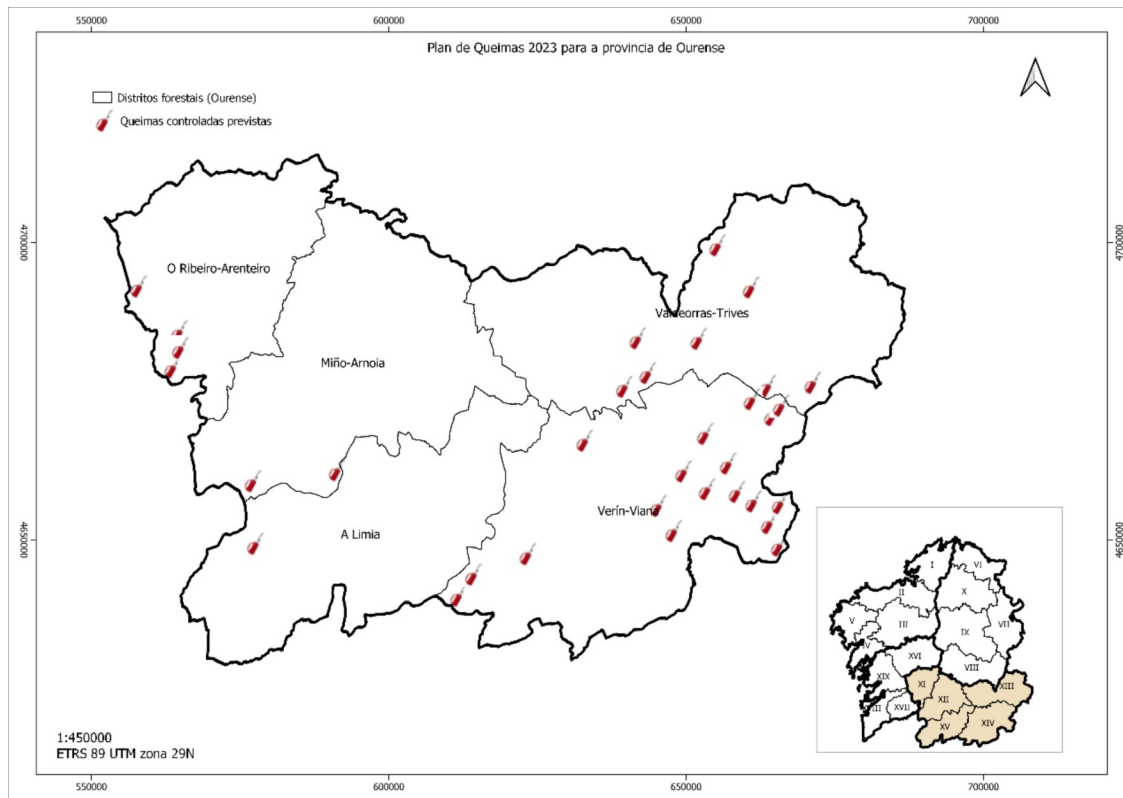 550000
600000
650000
700000
Plan de Queimas 2023 para a provincia de Ourense
Distritos forestais (Ourense)
Queimas controladas previstas
4700000
4700000
O Ribeiro-Arenteiro
Valdeorras-Trives
Miño-Arnoia
Verín-Viana
A Limia
4650000
4650000
I
VI
II
X
V
III
IX
VII
IV
XVI
VIII
XIX
XI
XIII
XII
XVII
XV
XIV
1:450000
ETRS 89 UTM zona 29N
550000
600000
650000
700000